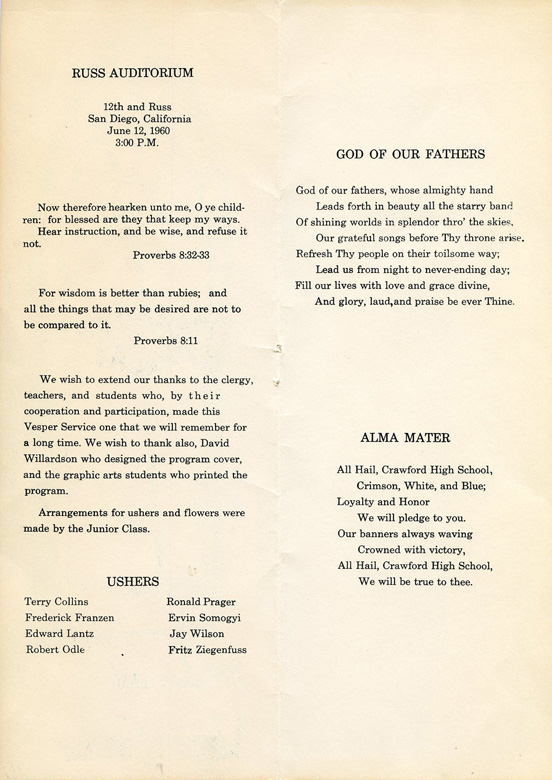 RUSS AUDITORIUM
12th and Russ
San Diego, California
June 12, 1960
3:00 P.M.
Now therefore hearken unto me, O ye child-
ren: for blessed are they that keep my ways.
Hear instruction, and be wise, and refuse it
not.
Proverbs 8:32-33
For wisdom is better than rubies; and
all the things that may be desired are not to
be compared to it.
Proverbs 8:11
We wish to extend our thanks to the clergy,
teachers, and students who, by their
cooperation and participation, made this
Vesper Service one that we will remember for
a long time. We wish to thank also, David
Willardson who designed the program cover,
and the graphic arts students who printed the
program.
Arrangements for ushers and flowers were
made by the Junior Class.
USHERS
Terry Collins Ronald Prager
Frederick Franzen Ervin Somogyi
Edward Lantz Jay Wilson
Robert Odle Fritz Ziegenfuss
GOD OF OUR FATHERS
God of our fathers, whose almighty hand
Leads forth in beauty all the starry band
Of shining worlds in splendor thro' the skies,
Our grateful songs before Thy throne arise.
Refresh Thy people on their toilsome way;
Lead us from night to never-ending day;
Fill our lives with love and grace divine,
And glory, laud,and praise be ever Thine.
ALMA MATER
All Hail, Crawford High School,
Crimson, White, and Blue;
Loyalty and Honor
We will pledge to you.
Our banners always waving
Crowned with victory,
All Hail, Crawford High School,
We will be true to thee.